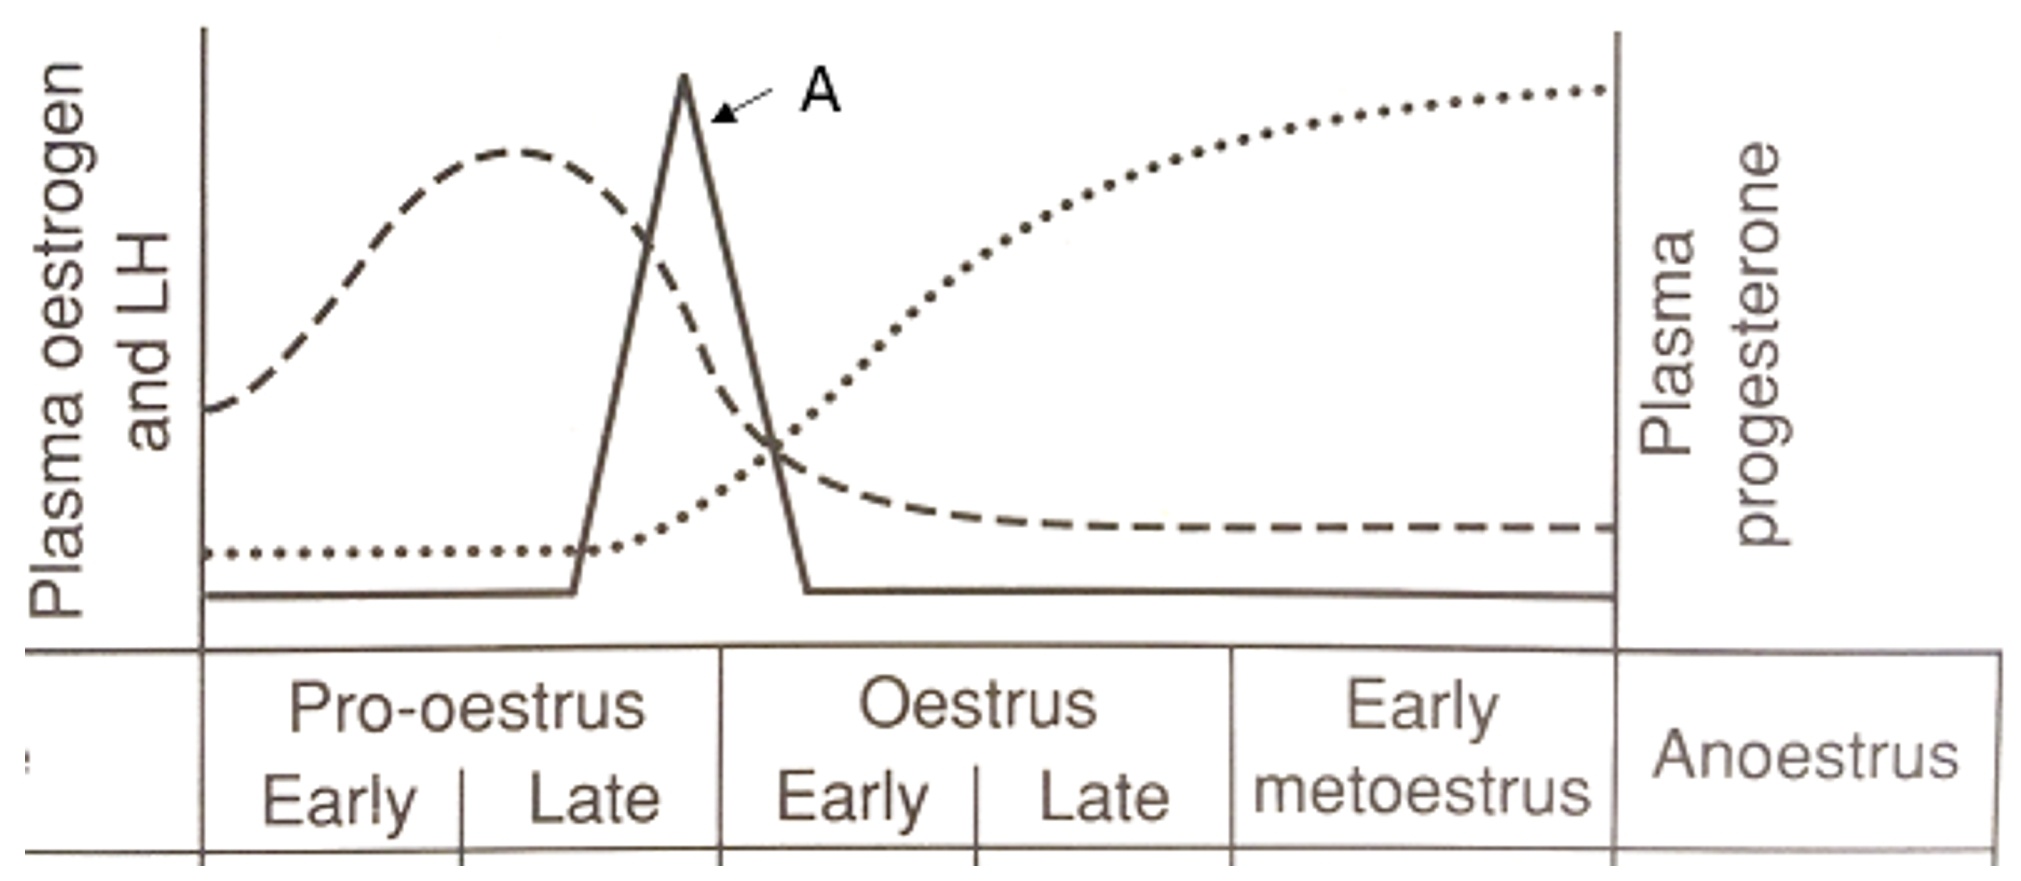 Plasma oestrogen
and LH
A
Plasma
progesterone
Pro-oestrus
Early
Late
Oestrus
Early
Late
Early
metoestrus
Anoestrus